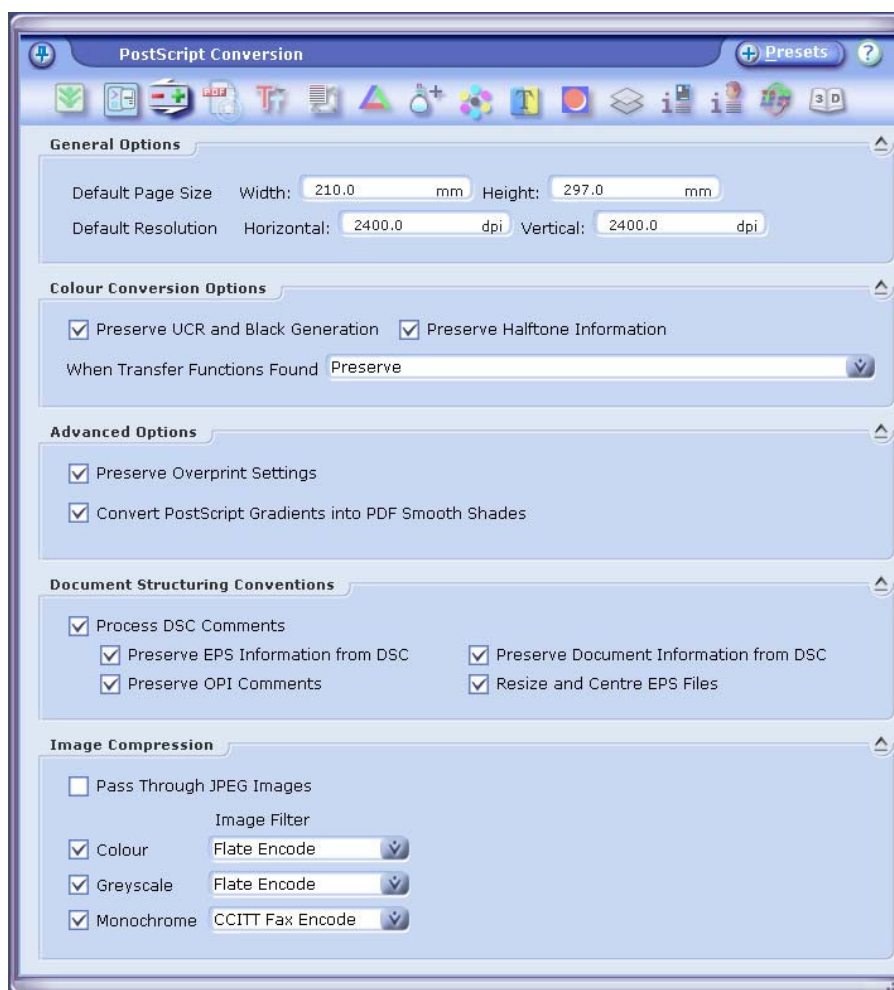 PostScript Conversion Presets ?
PDF T T i i 3 D
General Options
Default Page Size Width: 210.0 mm Height: 297.0 mm
Default Resolution Horizontal: 2400.0 dpi Vertical: 2400.0 dpi
Colour Conversion Options
Preserve UCR and Black Generation Preserve Halftone Information
When Transfer Functions Found Preserve
Advanced Options
Preserve Overprint Settings
Convert PostScript Gradients into PDF Smooth Shades
Document Structuring Conventions
Process DSC Comments
Preserve EPS Information from DSC Preserve Document Information from DSC
Preserve OPI Comments Resize and Centre EPS Files
Image Compression
Pass Through JPEG Images
Image Filter
Colour Flate Encode
Greyscale Flate Encode
Monochrome CCITT Fax Encode